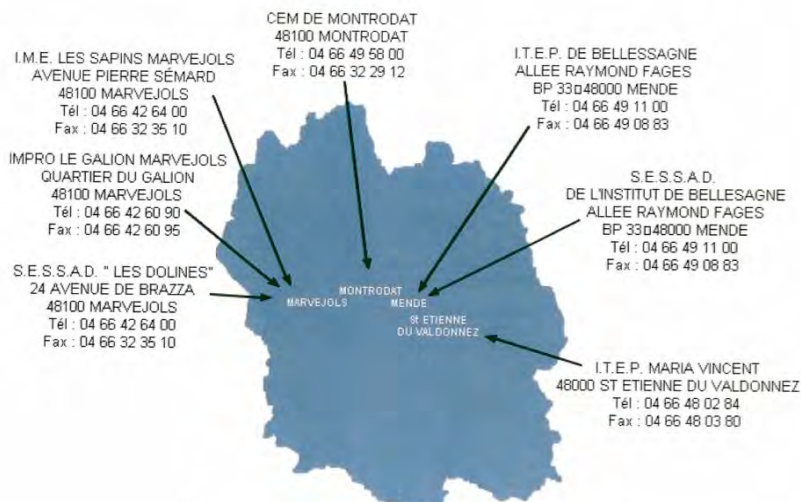 CEM DE MONTRODAT
48100 MONTRODAT
Tél : 04 66 49 58 00
Fax : 04 66 32 29 12
I.M.E. LES SAPINS MARVEJOLS
AVENUE PIERRE SÉMARD
48100 MARVEJOLS
Tél : 04 66 42 64 00
Fax : 04 66 32 35 10
I.T.E.P. DE BELLESSAGNE
ALLEE RAYMOND FAGES
BP 33□48000 MENDE
Tél : 04 66 49 11 00
Fax : 04 66 49 08 83
IMPRO LE GALION MARVEJOLS
QUARTIER DU GALION
48100 MARVEJOLS
Tél : 04 66 42 60 90
Fax : 04 66 42 60 95
S.E.S.S.A.D.
DE L'INSTITUT DE BELLESAGNE
ALLEE RAYMOND FAGES
BP 33□48000 MENDE
Tél : 04 66 49 11 00
Fax : 04 66 49 08 83
S.E.S.S.A.D. " LES DOLINES"
24 AVENUE DE BRAZZA
48100 MARVEJOLS
Tél : 04 66 42 64 00
Fax : 04 66 32 35 10
MONTRODAT
MARVEJOLS
MENDE
St ETIENNE
DU VALDONNEZ
I.T.E.P. MARIA VINCENT
48000 ST ETIENNE DU VALDONNEZ
Tél : 04 66 48 02 84
Fax : 04 66 48 03 80